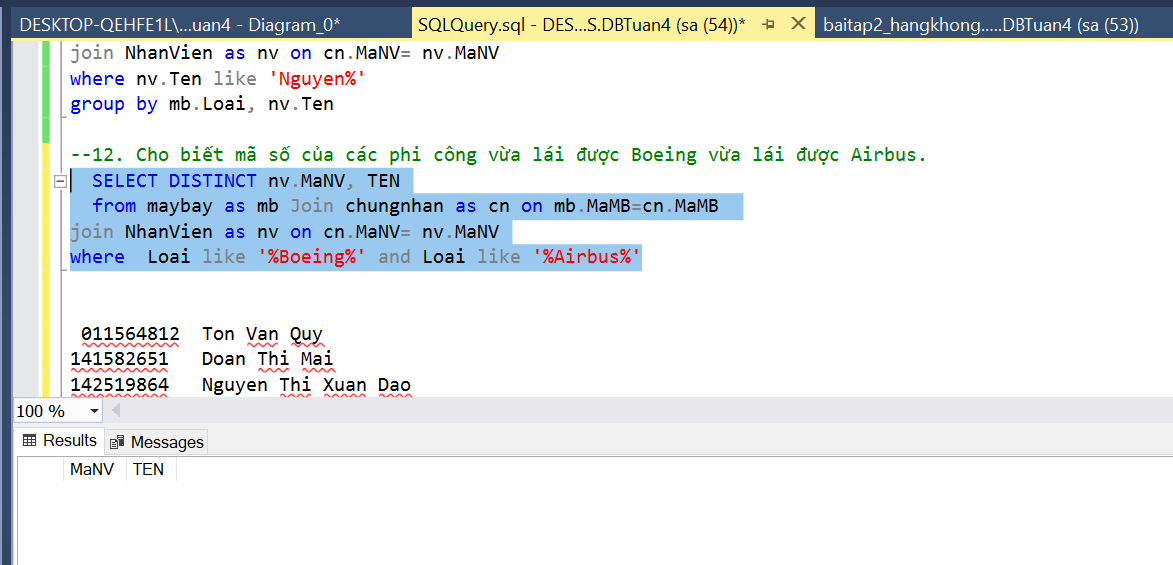 DESKTOP-QEHFE1L\...uan4 - Diagram_0*
SQLQuery.sql - DES...S.DBTuan4 (sa (54))*
baitap2_hangkhong.....DBTuan4 (sa (53))
join NhanVien as nv on cn.MaNV= nv.MaNV
where nv.Ten like 'Nguyen%'
group by mb.Loai, nv.Ten
--12. Cho biết mã số của các phi công vừa lái được Boeing vừa lái được Airbus.
SELECT DISTINCT nv.MaNV, TEN
from maybay as mb Join chungnhan as cn on mb.MaMB=cn.MaMB
join NhanVien as nv on cn.MaNV= nv.MaNV
where  Loai like '%Boeing%' and Loai like '%Airbus%'
011564812  Ton Van Quy
141582651   Doan Thi Mai
142519864   Nguyen Thi Xuan Dao
100 %
Results
Messages
MaNV TEN